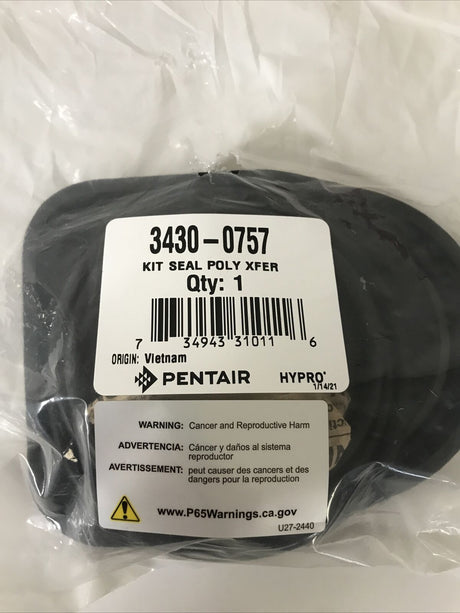 3430-0757
KIT SEAL POLY XFER
Qty: 1
7 34943 31011 6
ORIGIN: Vietnam
PENTAIR HYPRO®
1/14/21
WARNING: Cancer and Reproductive Harm
ADVERTENCIA: Cáncer y daños al sistema
reproductor
AVERTISSEMENT: peut causer des cancers et des
dangers pour la reproduction
www.P65Warnings.ca.gov
U27-2440